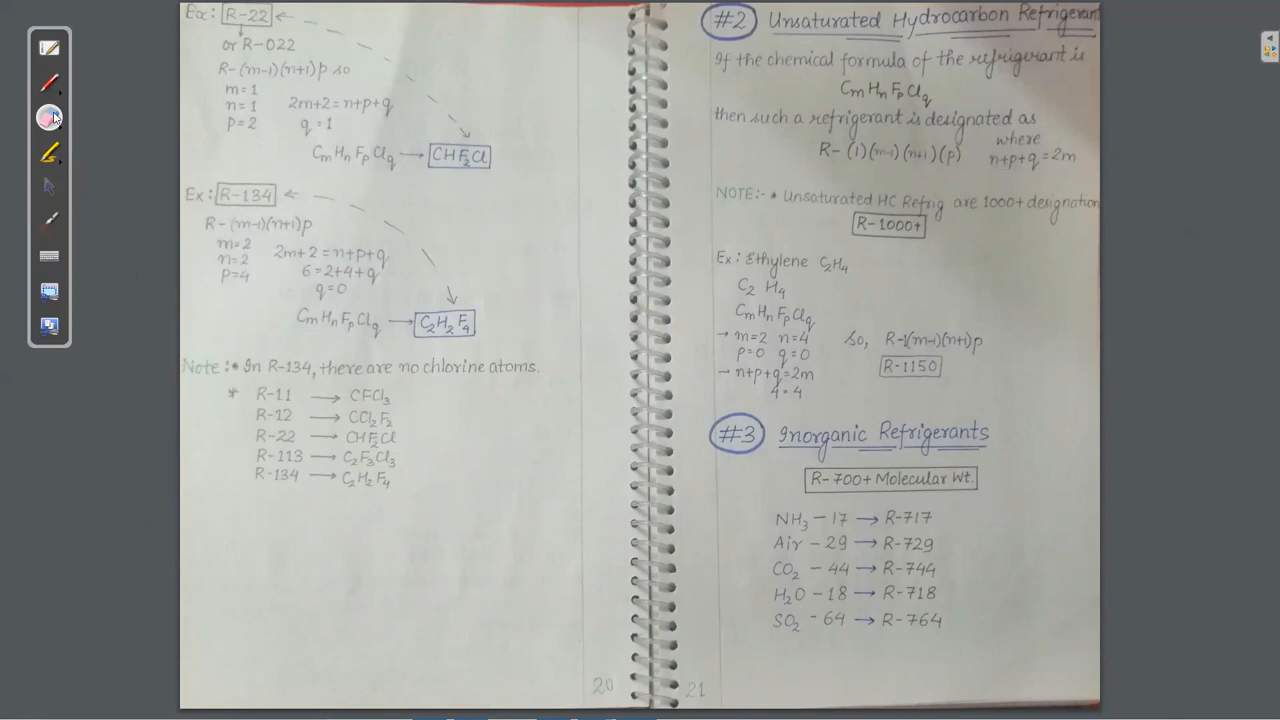 Ex: R-22
or R-022
R-(m-1)(n+1)p so
m=1
n=1 2m+2=n+p+q
p=2 q=1
CmHnFpClq → CHF2Cl
Ex: R-134
R-(m-1)(n+1)p
m=2
n=2 2m+2=n+p+q
p=4 6=2+4+q
q=0
CmHnFpClq → C2H2F4
Note:• In R-134, there are no chlorine atoms.
* R-11 → CFCl3
R-12 → CCl2F2
R-22 → CHF2Cl
R-113 → C2F3Cl3
R-134 → C2H2F4
20
#2 Unsaturated Hydrocarbon Refrigerant
If the chemical formula of the refrigerant is
CmHnFpClq
then such a refrigerant is designated as
R-(1)(m-1)(n+1)(p) where
n+p+q=2m
NOTE:-• Unsaturated HC Refrig are 1000+ designation
R-1000+
Ex: Ethylene C2H4
C2 H4
CmHnFpClq
→ m=2 n=4 So, R-1(m-1)(n+1)p
p=0 q=0
→ n+p+q=2m R-1150
4=4
#3 Inorganic Refrigerants
R-700+Molecular Wt.
NH3-17 → R-717
Air-29 → R-729
CO2-44 → R-744
H2O-18 → R-718
SO2-64 → R-764
21